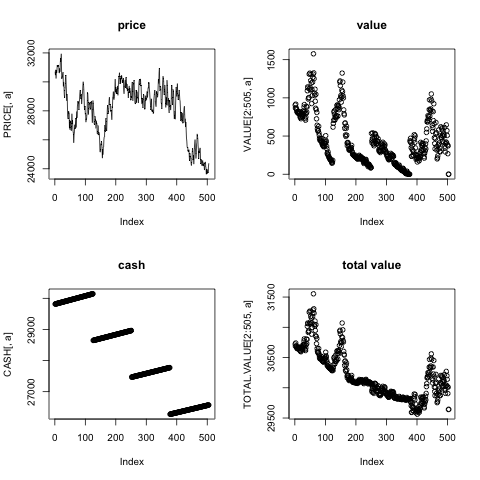 price
PRICE[, a]
24000 28000 32000
0 100 200 300 400 500
Index
value
VALUE[2:505, a]
0 500 1000 1500
0 100 200 300 400 500
Index
cash
CASH[, a]
27000 29000
0 100 200 300 400 500
Index
total value
TOTAL.VALUE[2:505, a]
29500 30500 31500
0 100 200 300 400 500
Index